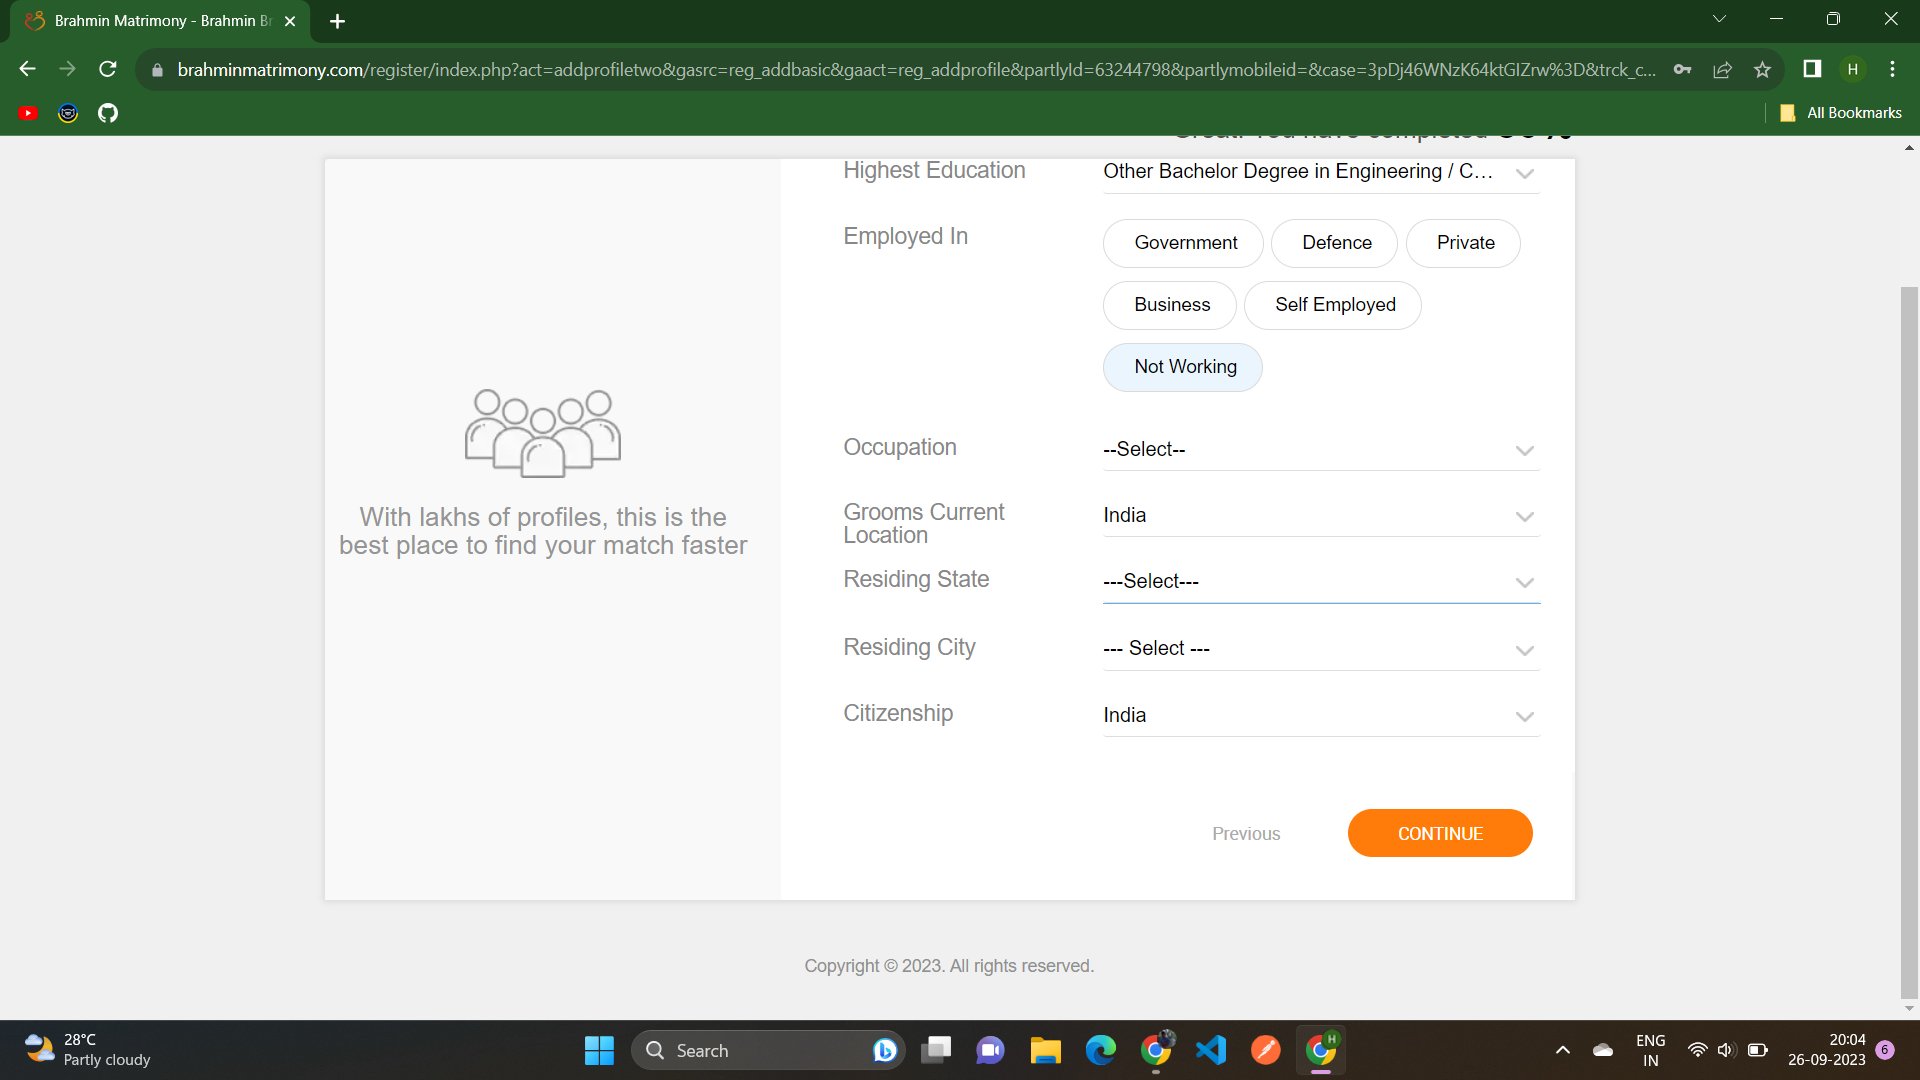 Brahmin Matrimony - Brahmin Br
brahminmatrimony.com/register/index.php?act=addprofiletwo&gasrc=reg_addbasic&gaact=reg_addprofile&partlyId=63244798&partlymobileid=&case=3pDj46WNzK64ktGIZrw%3D&trck_c...
H
All Bookmarks
Great! You have completed
Highest Education
Other Bachelor Degree in Engineering / C...
Employed In
Government Defence Private
Business Self Employed
Not Working
Occupation
--Select--
Grooms Current
Location
India
Residing State
---Select---
Residing City
--- Select ---
Citizenship
India
With lakhs of profiles, this is the
best place to find your match faster
Previous
CONTINUE
Copyright © 2023. All rights reserved.
28°C
Partly cloudy
Search
H
ENG
IN
20:04
26-09-2023
6